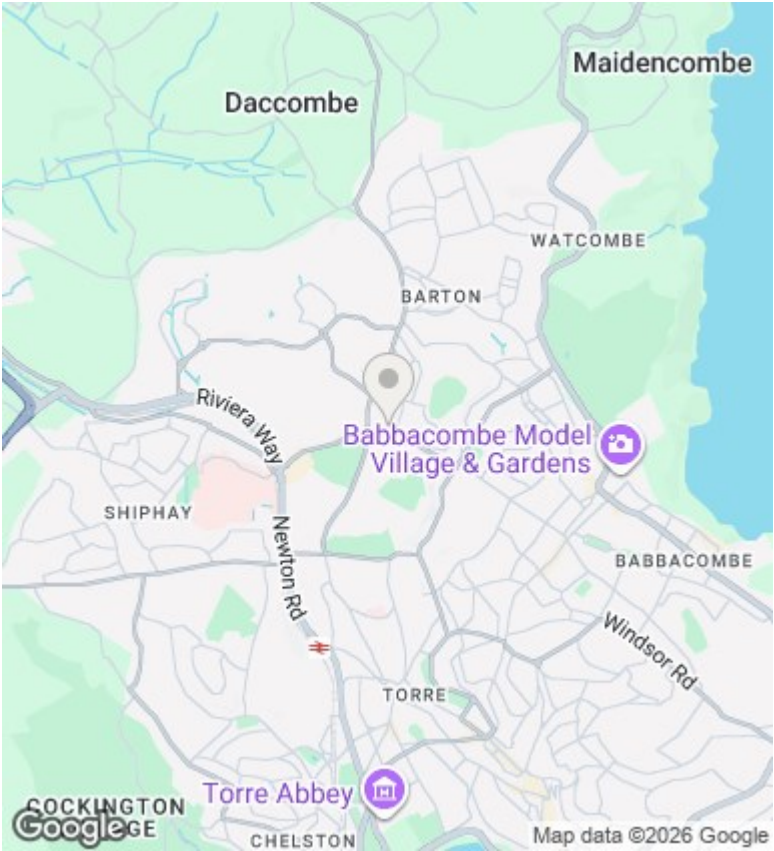 Maidencombe
Daccombe
WATCOMBE
BARTON
Riviera Way
Babbacombe Model
Village & Gardens
SHIPHAY
Newton Rd
BABBACOMBE
Windsor Rd
TORRE
Torre Abbey
COCKINGTON
Google
CHELSTON
Map data ©2026 Google